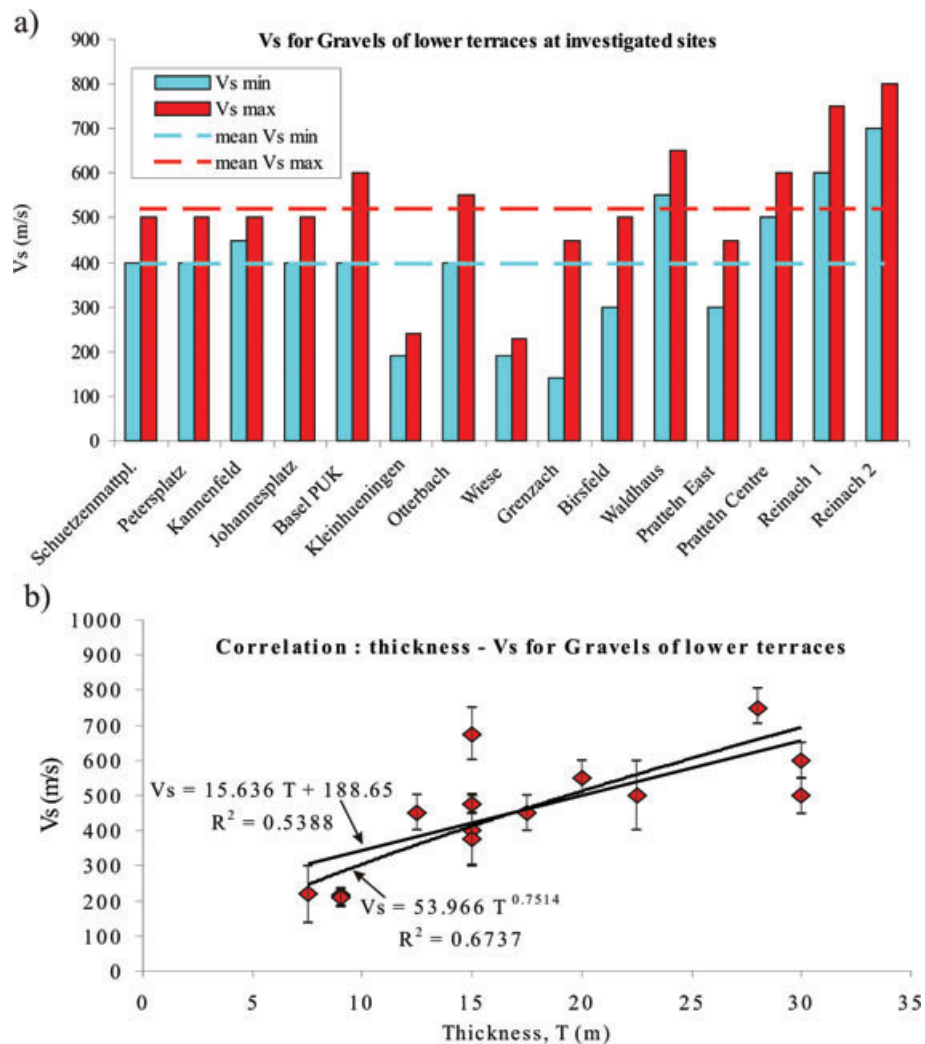 a)
Vs for Gravels of lower terraces at investigated sites
900
800
700
600
500
400
300
200
100
0
Vs (m/s)
Vs min
Vs max
mean Vs min
mean Vs max
Schuetzenmattpl.
Petersplatz
Kannenfeld
Johannesplatz
Basel PUK
Kleinhueningen
Otterbach
Wiese
Grenzach
Birsfeld
Waldhaus
Pratteln East
Pratteln Centre
Reinach 1
Reinach 2
b)
Correlation : thickness - Vs for Gravels of lower terraces
1000
900
800
700
600
500
400
300
200
100
0
Vs (m/s)
Vs = 15.636 T + 188.65
R² = 0.5388
Vs = 53.966 T^0.7514
R² = 0.6737
0 5 10 15 20 25 30 35
Thickness, T (m)